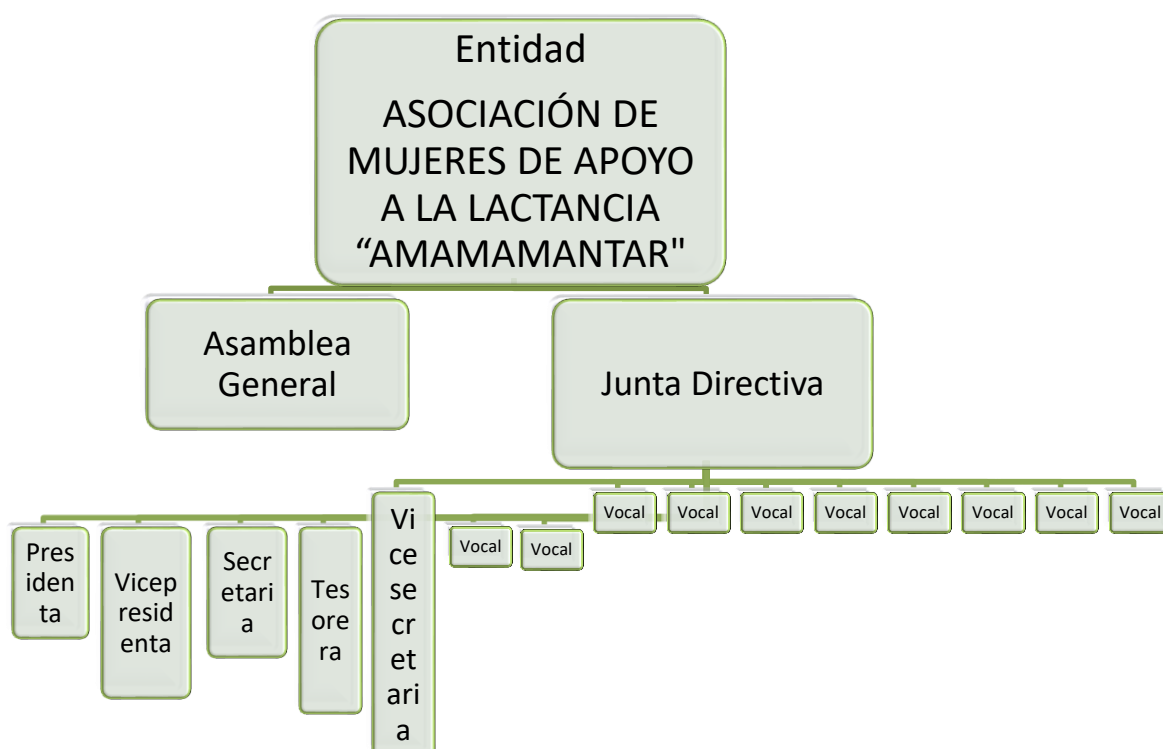 Entidad
ASOCIACIÓN DE
MUJERES DE APOYO
A LA LACTANCIA
“AMAMAMANTAR"
Asamblea
General
Junta Directiva
Pres
iden
ta
Vicep
resid
enta
Secr
etari
a
Tes
ore
ra
Vi
ce
se
cr
et
ari
a
Vocal
Vocal
Vocal
Vocal
Vocal
Vocal
Vocal
Vocal
Vocal
Vocal